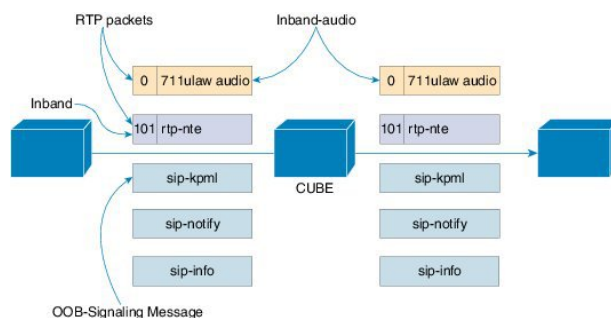 RTP packets
Inband-audio
0 711ulaw audio
0 711ulaw audio
Inband
101 rtp-nte
101 rtp-nte
sip-kpml
CUBE
sip-kpml
sip-notify
sip-notify
sip-info
sip-info
OOB-Signaling Message